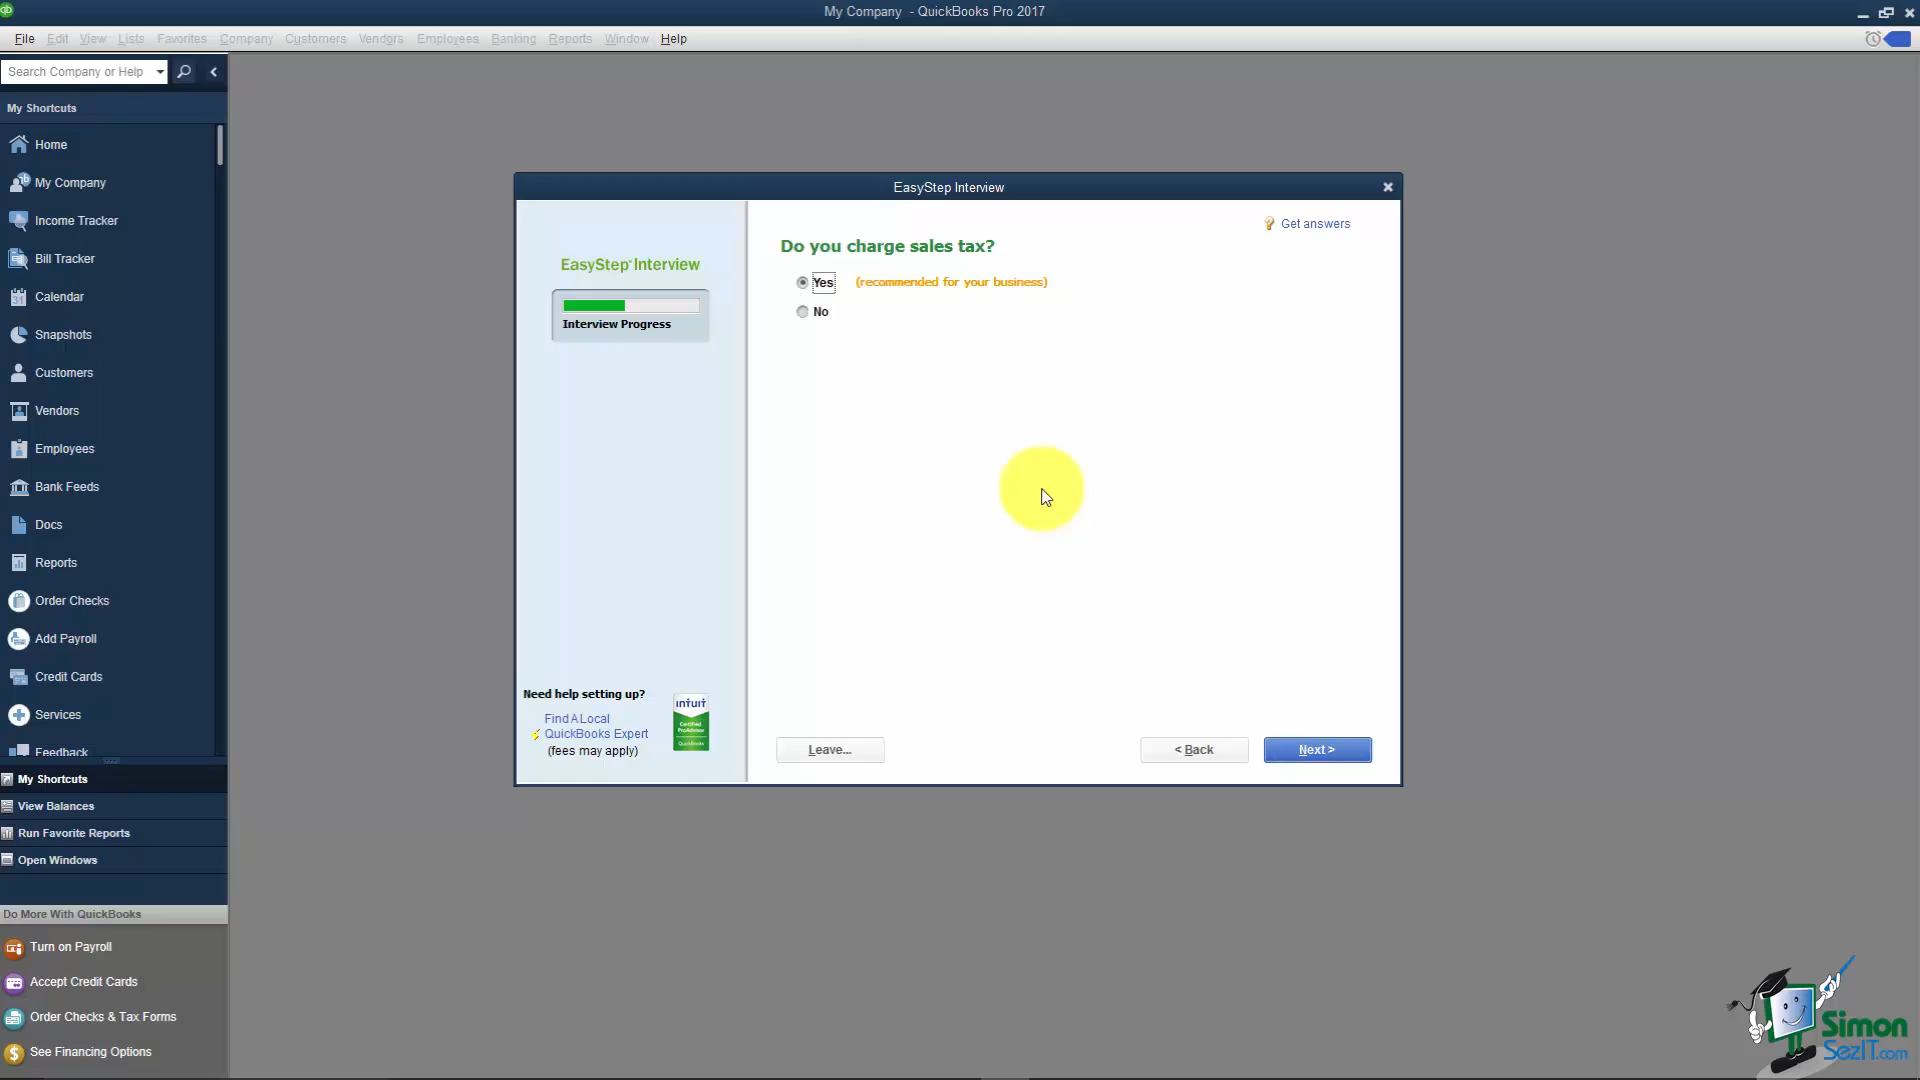 My Company - QuickBooks Pro 2017
File Edit View Lists Favorites Company Customers Vendors Employees Banking Reports Window Help
Search Company or Help
My Shortcuts
Home
My Company
Income Tracker
Bill Tracker
Calendar
Snapshots
Customers
Vendors
Employees
Bank Feeds
Docs
Reports
Order Checks
Add Payroll
Credit Cards
Services
Feedback
My Shortcuts
View Balances
Run Favorite Reports
Open Windows
Do More With QuickBooks
Turn on Payroll
Accept Credit Cards
Order Checks & Tax Forms
See Financing Options
EasyStep Interview
EasyStep Interview
Interview Progress
Need help setting up?
Find A Local
QuickBooks Expert
(fees may apply)
intuit
Certified
ProAdvisor
QuickBooks
Get answers
Do you charge sales tax?
Yes (recommended for your business)
No
Leave...
< Back
Next >
Simon
SezIT.com